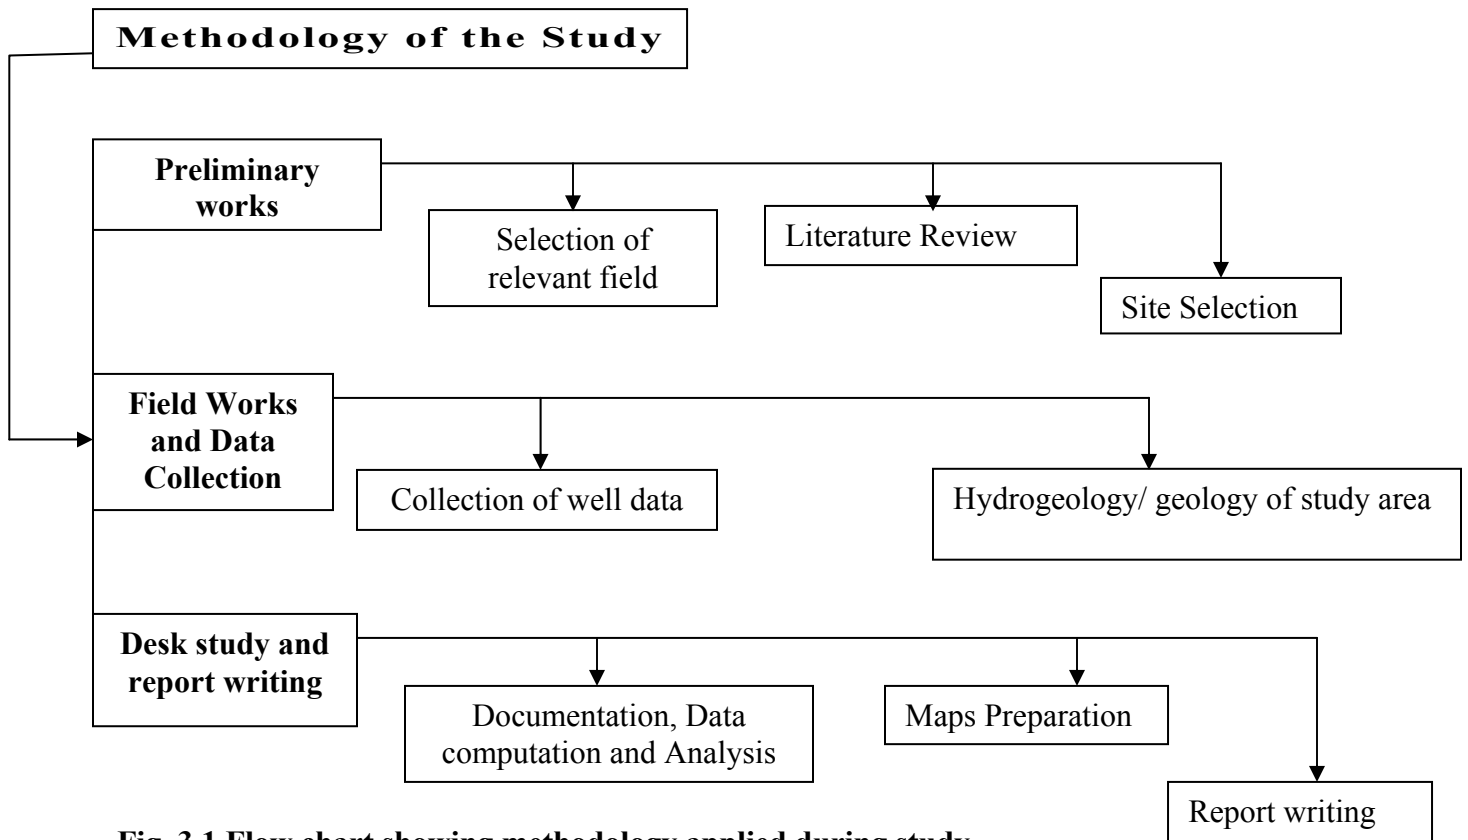 Methodology of the Study
Preliminary
works
Selection of
relevant field
Literature Review
Site Selection
Field Works
and Data
Collection
Collection of well data
Hydrogeology/ geology of study area
Desk study and
report writing
Documentation, Data
computation and Analysis
Maps Preparation
Report writing
Fig. 3.1 Flow chart showing methodology applied during study